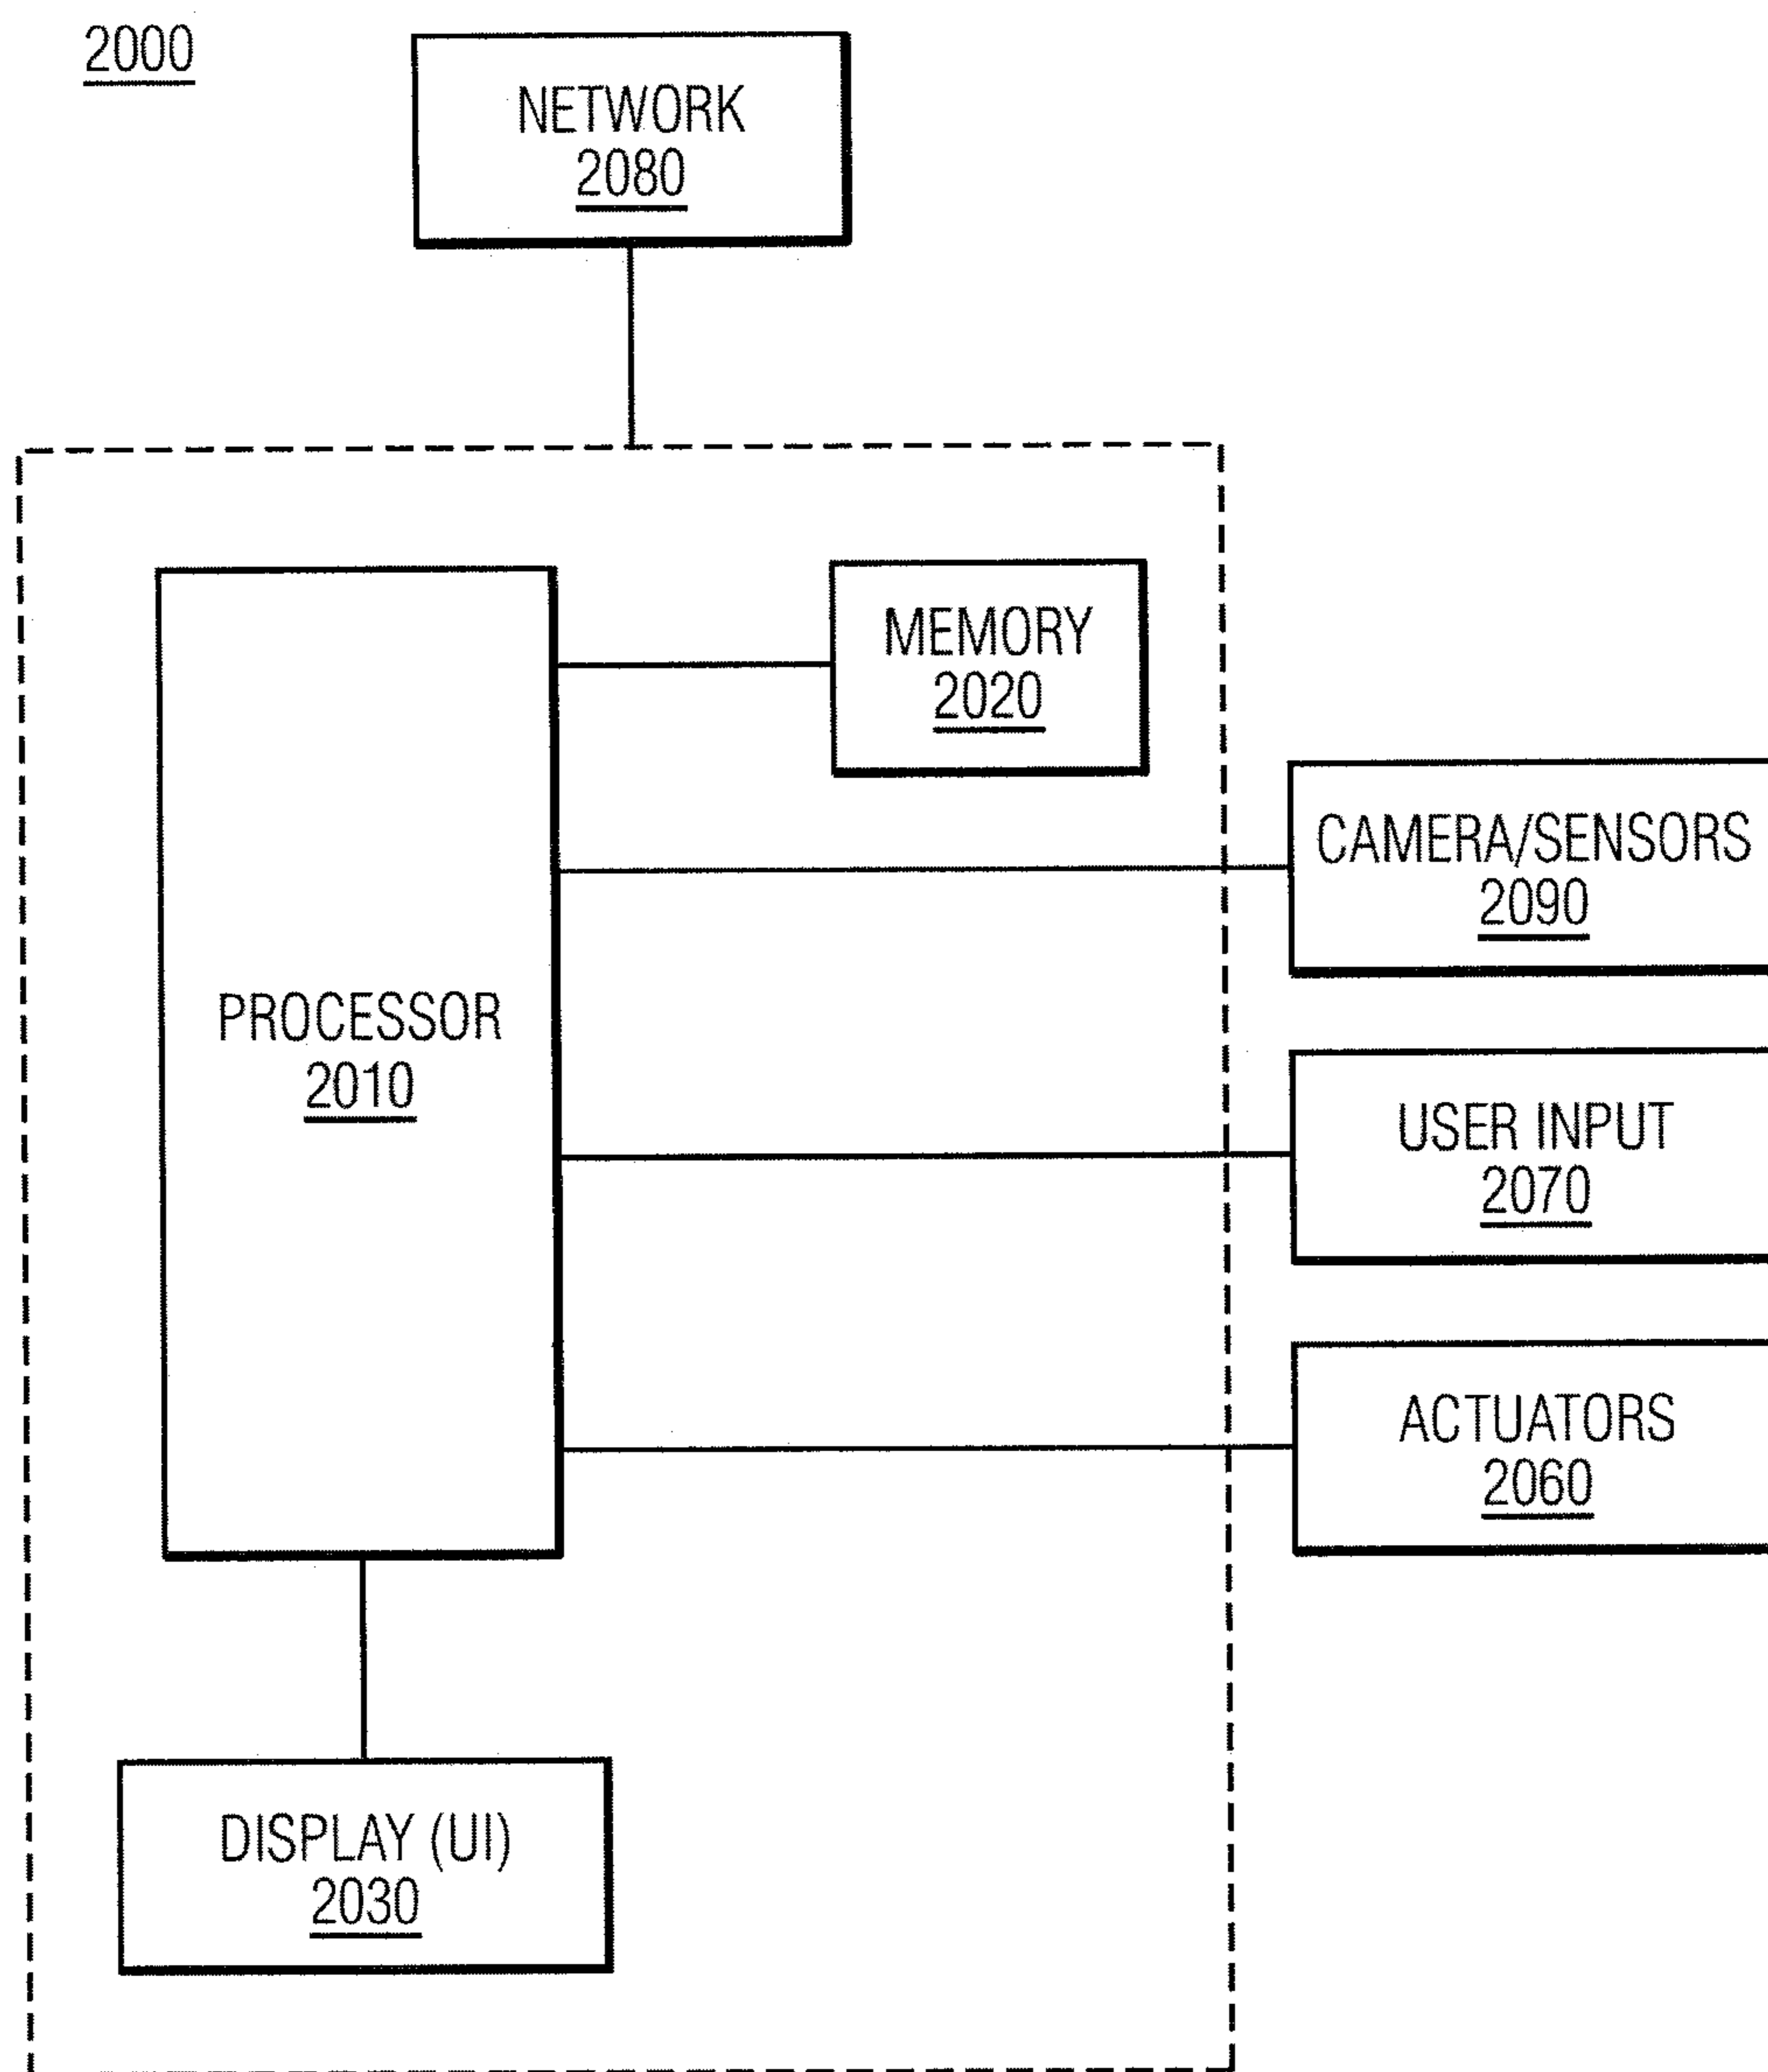 2000
NETWORK
2080
MEMORY
2020
CAMERA/SENSORS
2090
PROCESSOR
2010
USER INPUT
2070
ACTUATORS
2060
DISPLAY (UI)
2030